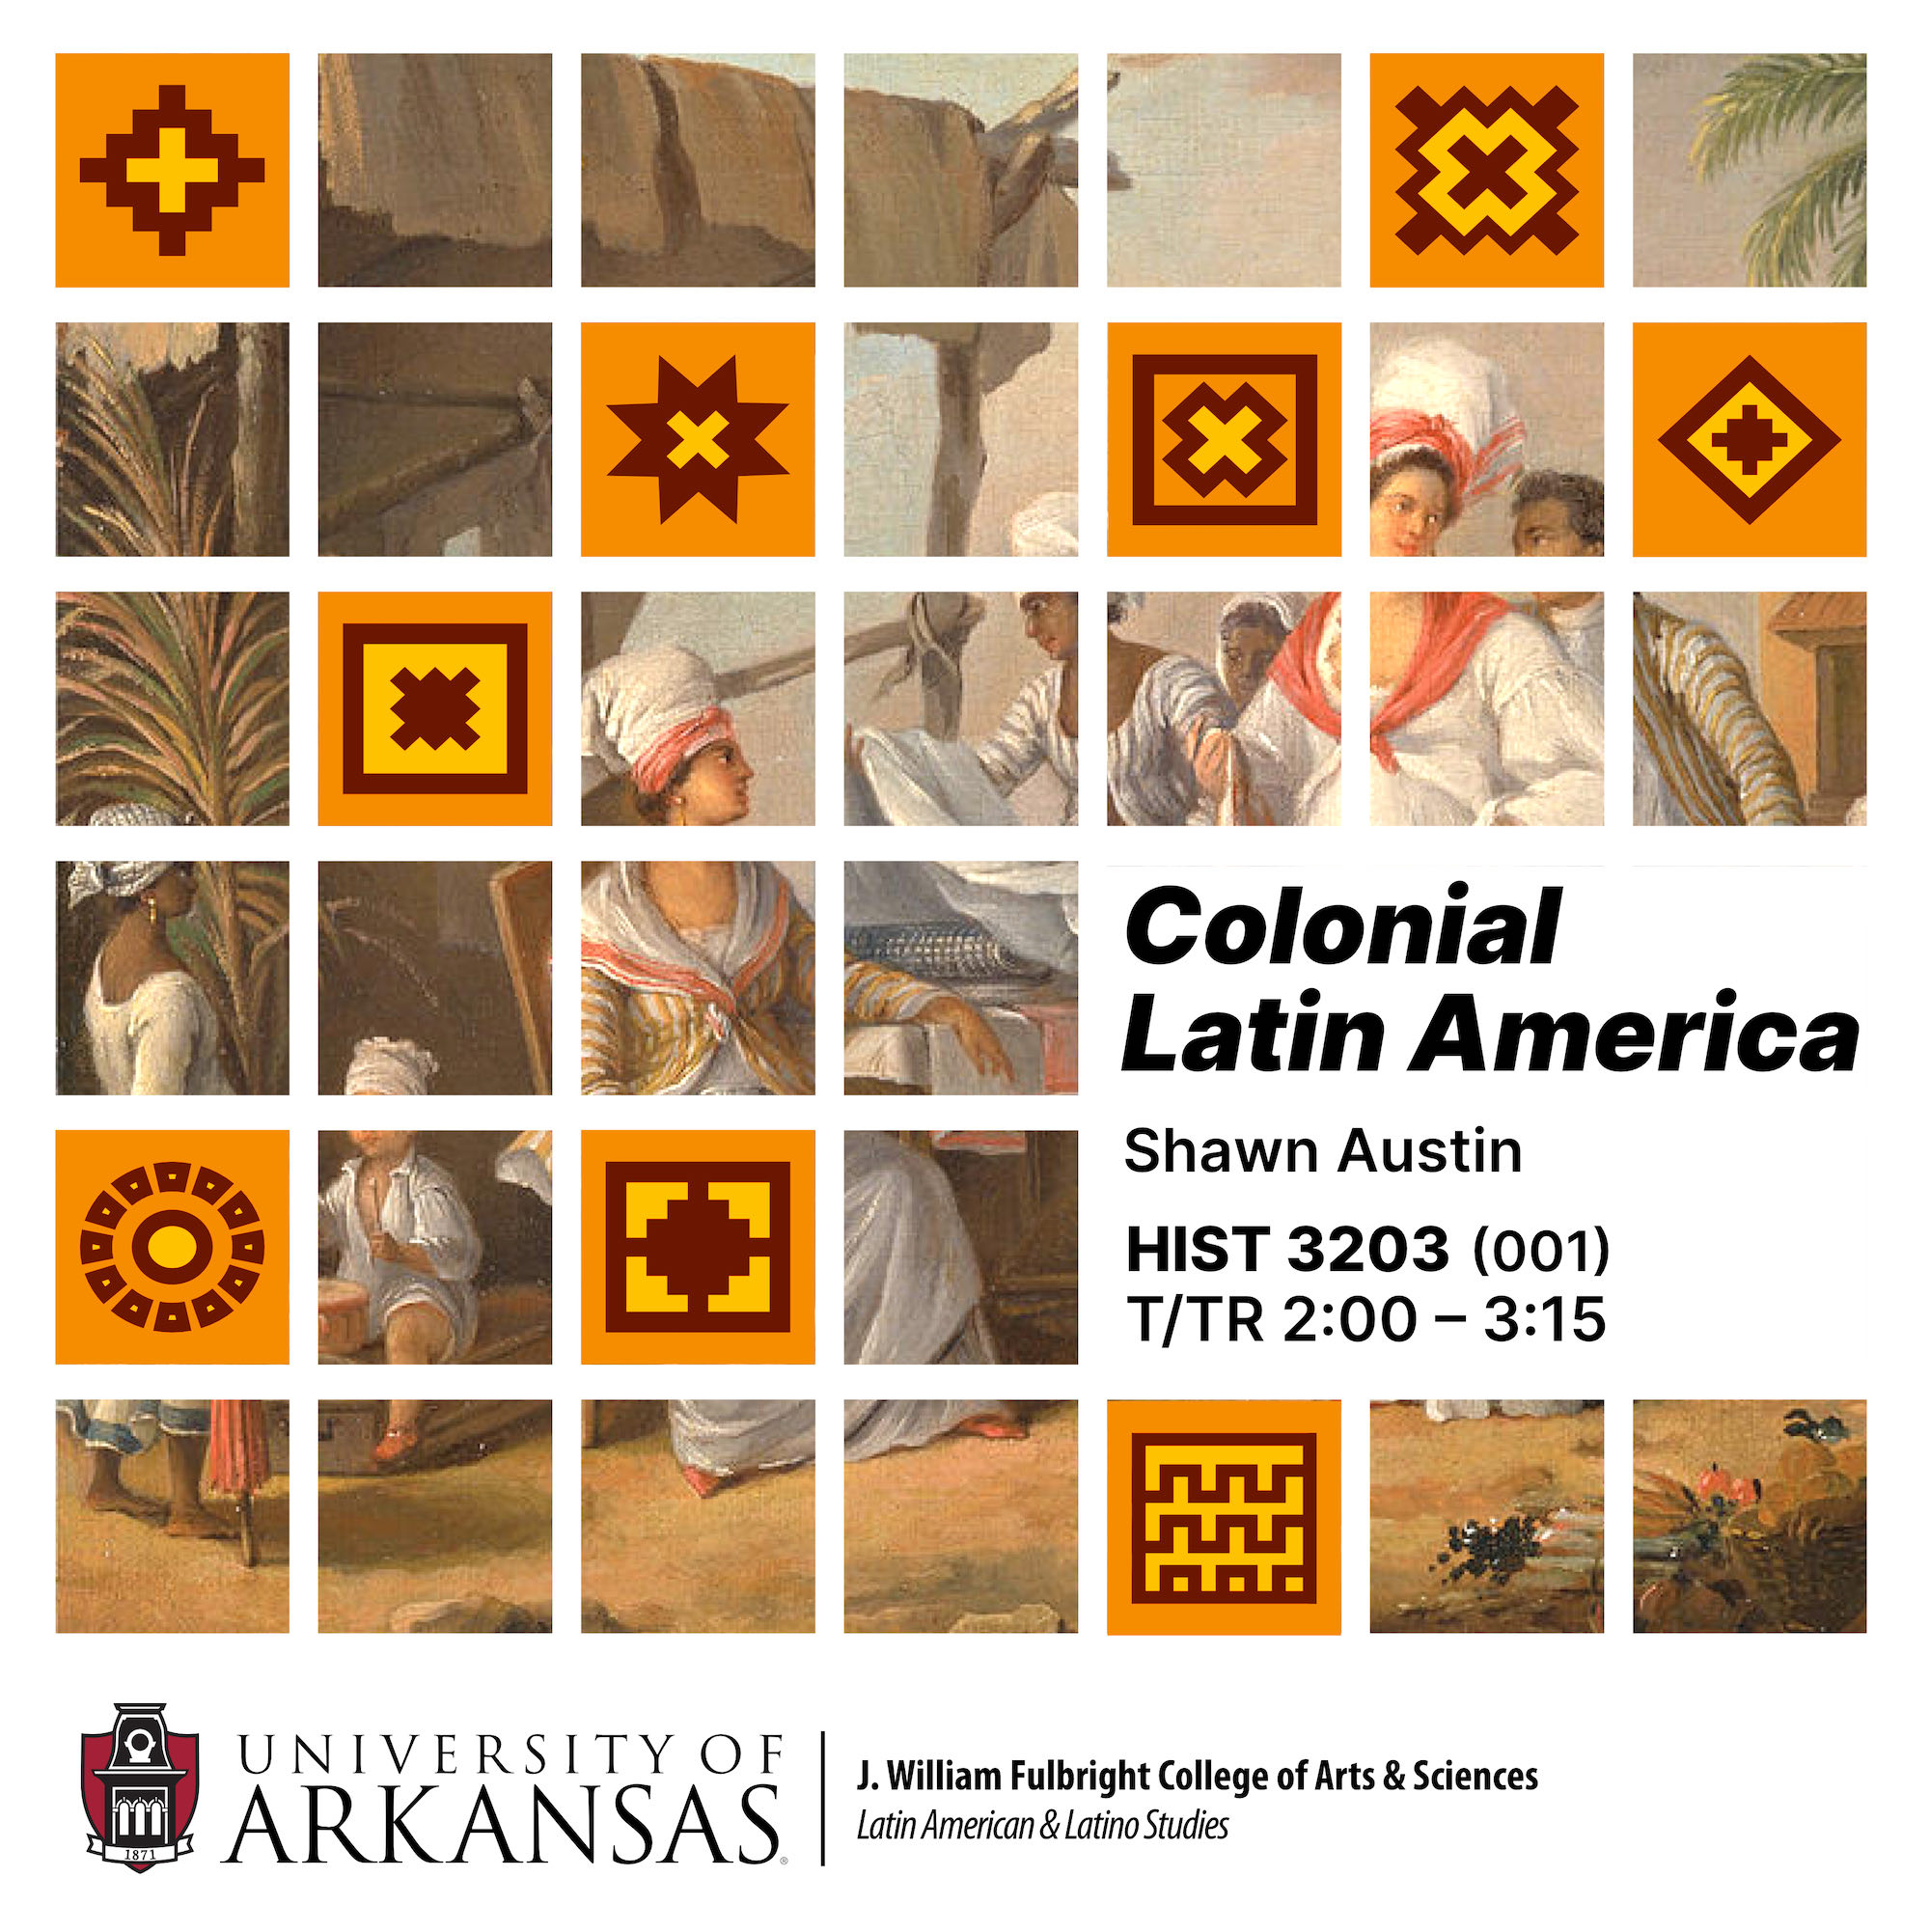 Colonial
Latin America
Shawn Austin
HIST 3203 (001)
T/TR 2:00 – 3:15
UNIVERSITY OF
ARKANSAS®
1871
J. William Fulbright College of Arts & Sciences
Latin American & Latino Studies